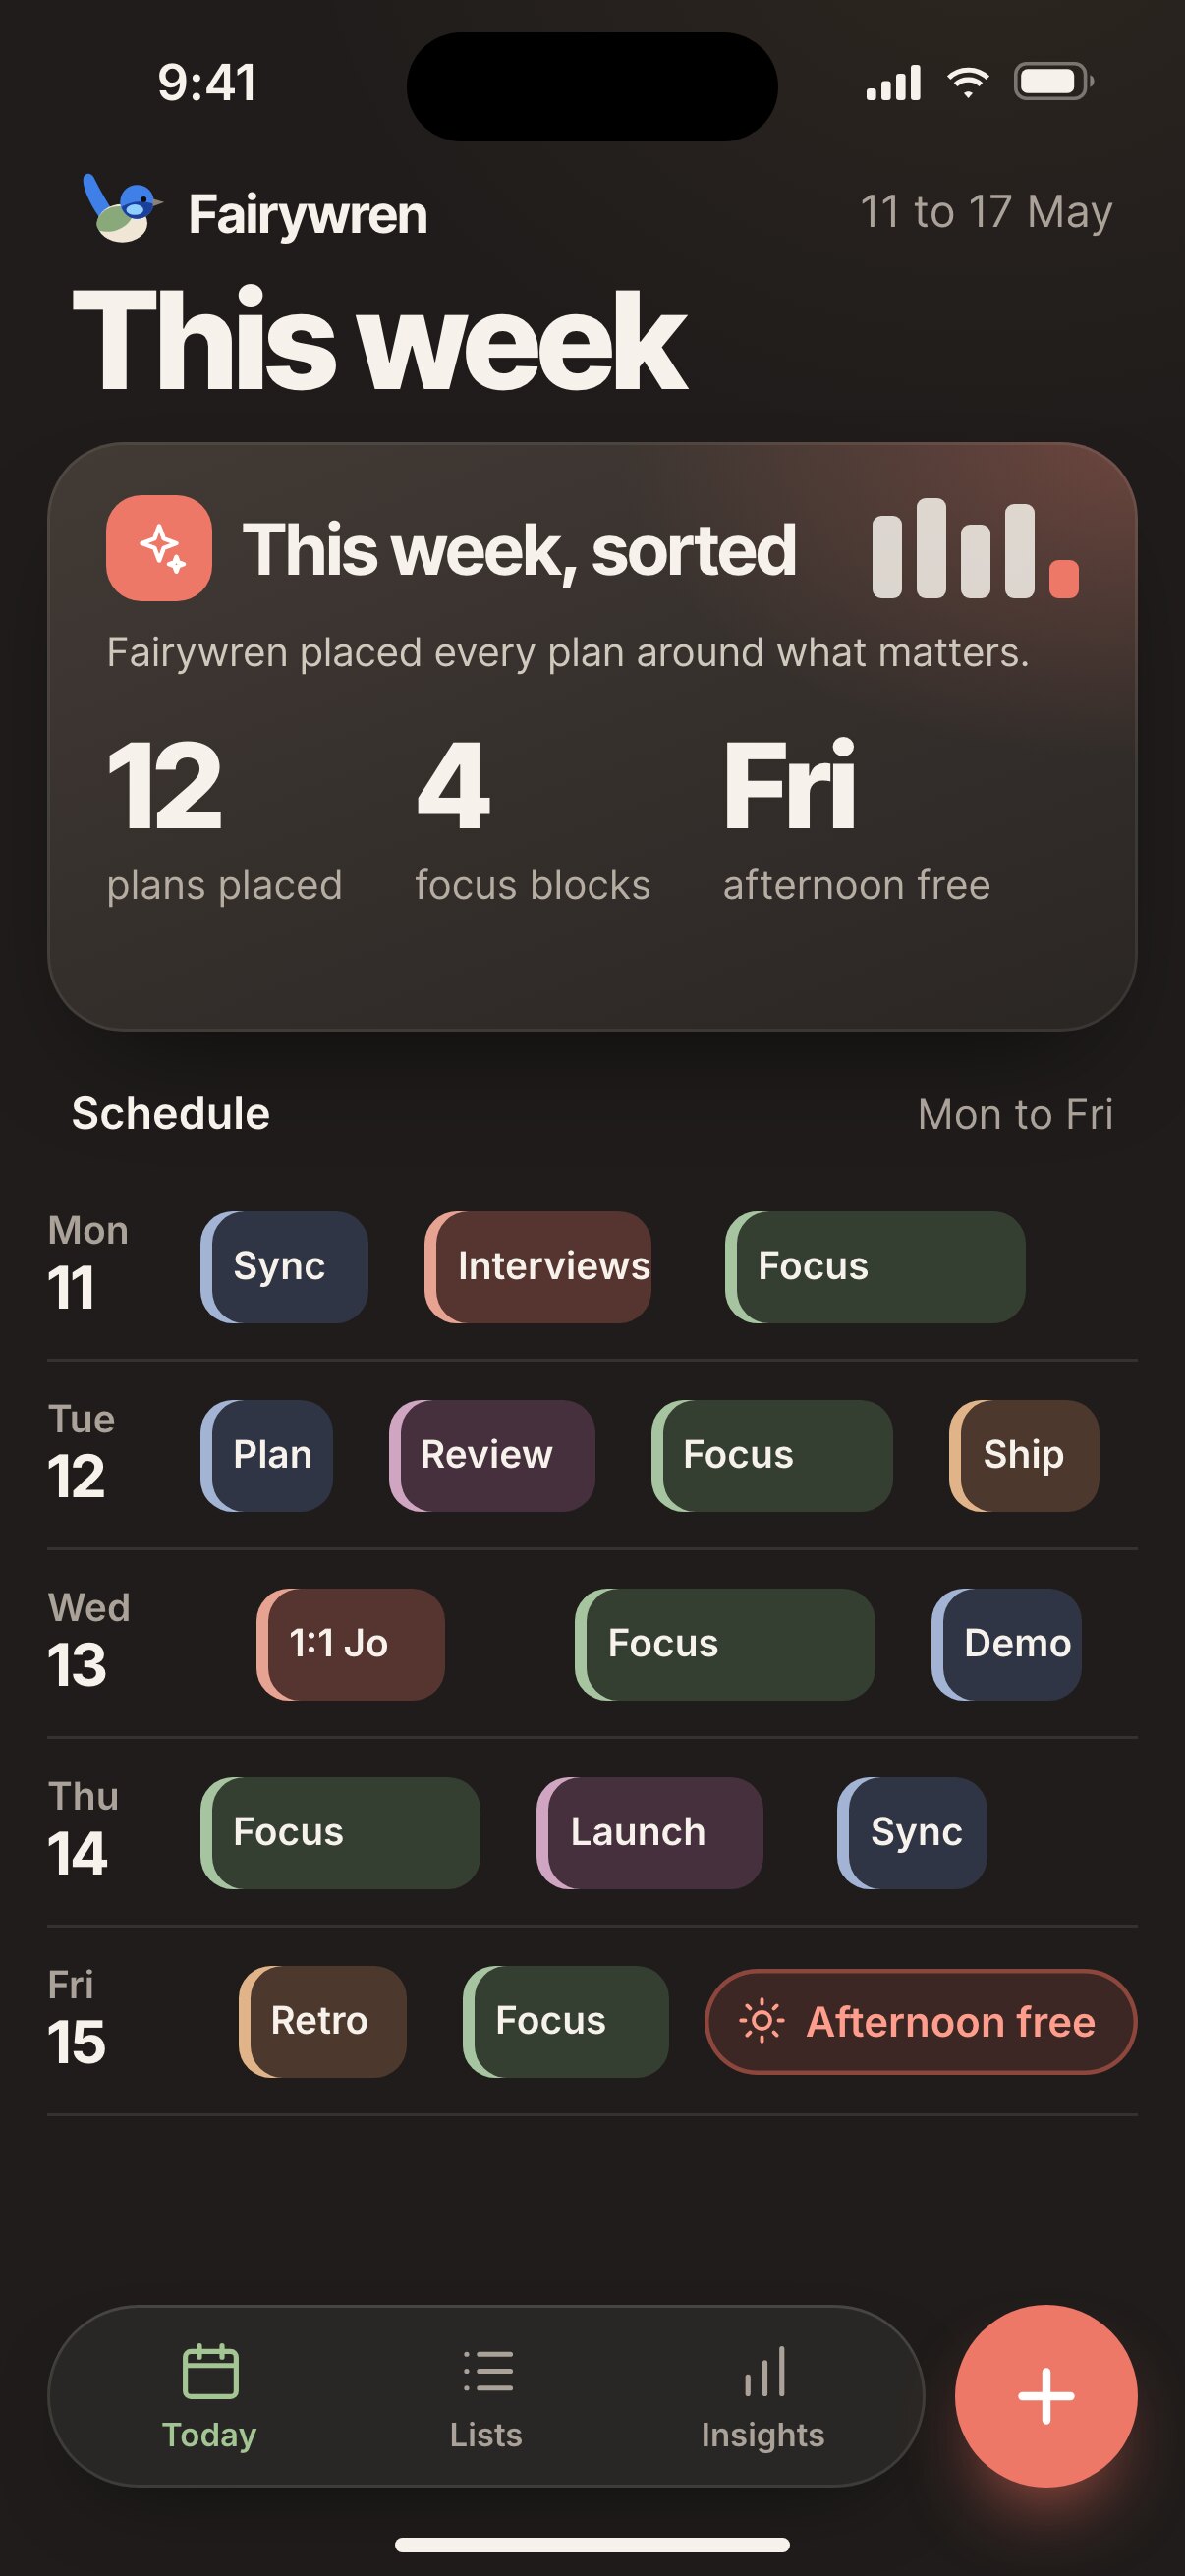 9:41
Fairywren
11 to 17 May
This week
This week, sorted
Fairywren placed every plan around what matters.
12
plans placed
4
focus blocks
Fri
afternoon free
Schedule
Mon to Fri
Mon
11
Sync
Interviews
Focus
Tue
12
Plan
Review
Focus
Ship
Wed
13
1:1 Jo
Focus
Demo
Thu
14
Focus
Launch
Sync
Fri
15
Retro
Focus
Afternoon free
Today
Lists
Insights